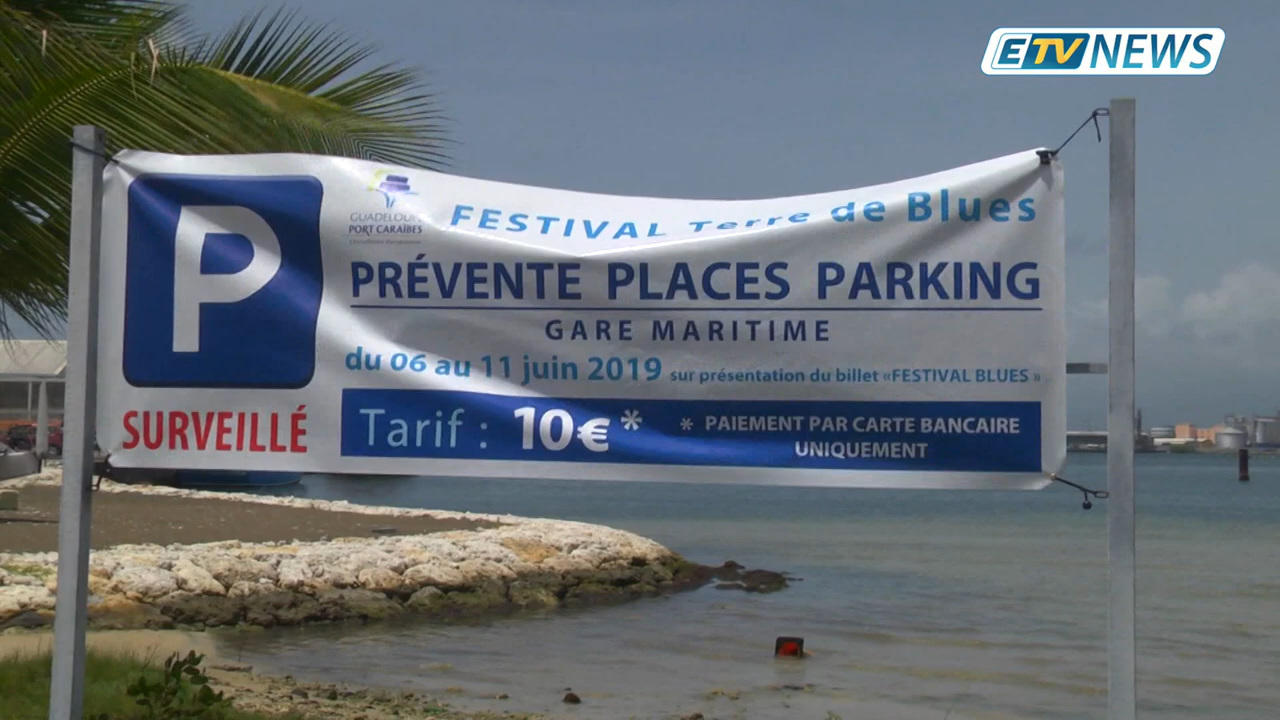 ETV NEWS
P
SURVEILLÉ
GUADELOUPE
PORT CARAÏBES
FESTIVAL Terre de Blues
PRÉVENTE PLACES PARKING
GARE MARITIME
du 06 au 11 juin 2019 sur présentation du billet «FESTIVAL BLUES »
Tarif : 10€* * PAIEMENT PAR CARTE BANCAIRE
UNIQUEMENT